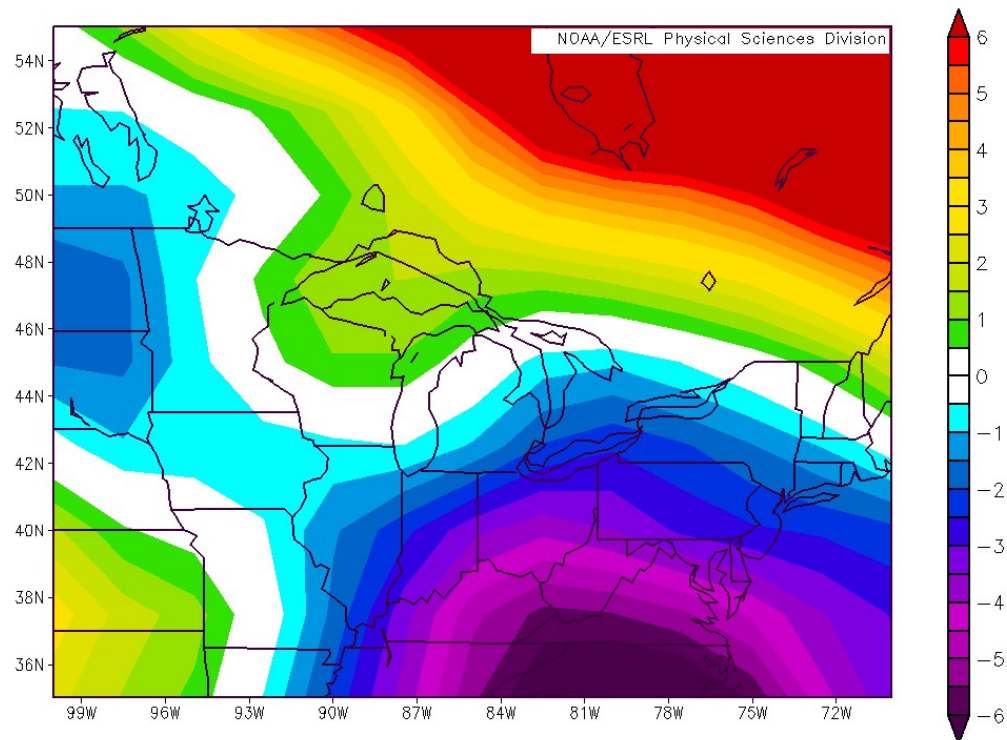 NOAA/ESRL Physical Sciences Division
54N
52N
50N
48N
46N
44N
42N
40N
38N
36N
99W
96W
93W
90W
87W
84W
81W
78W
75W
72W
6
5
4
3
2
1
0
-1
-2
-3
-4
-5
-6